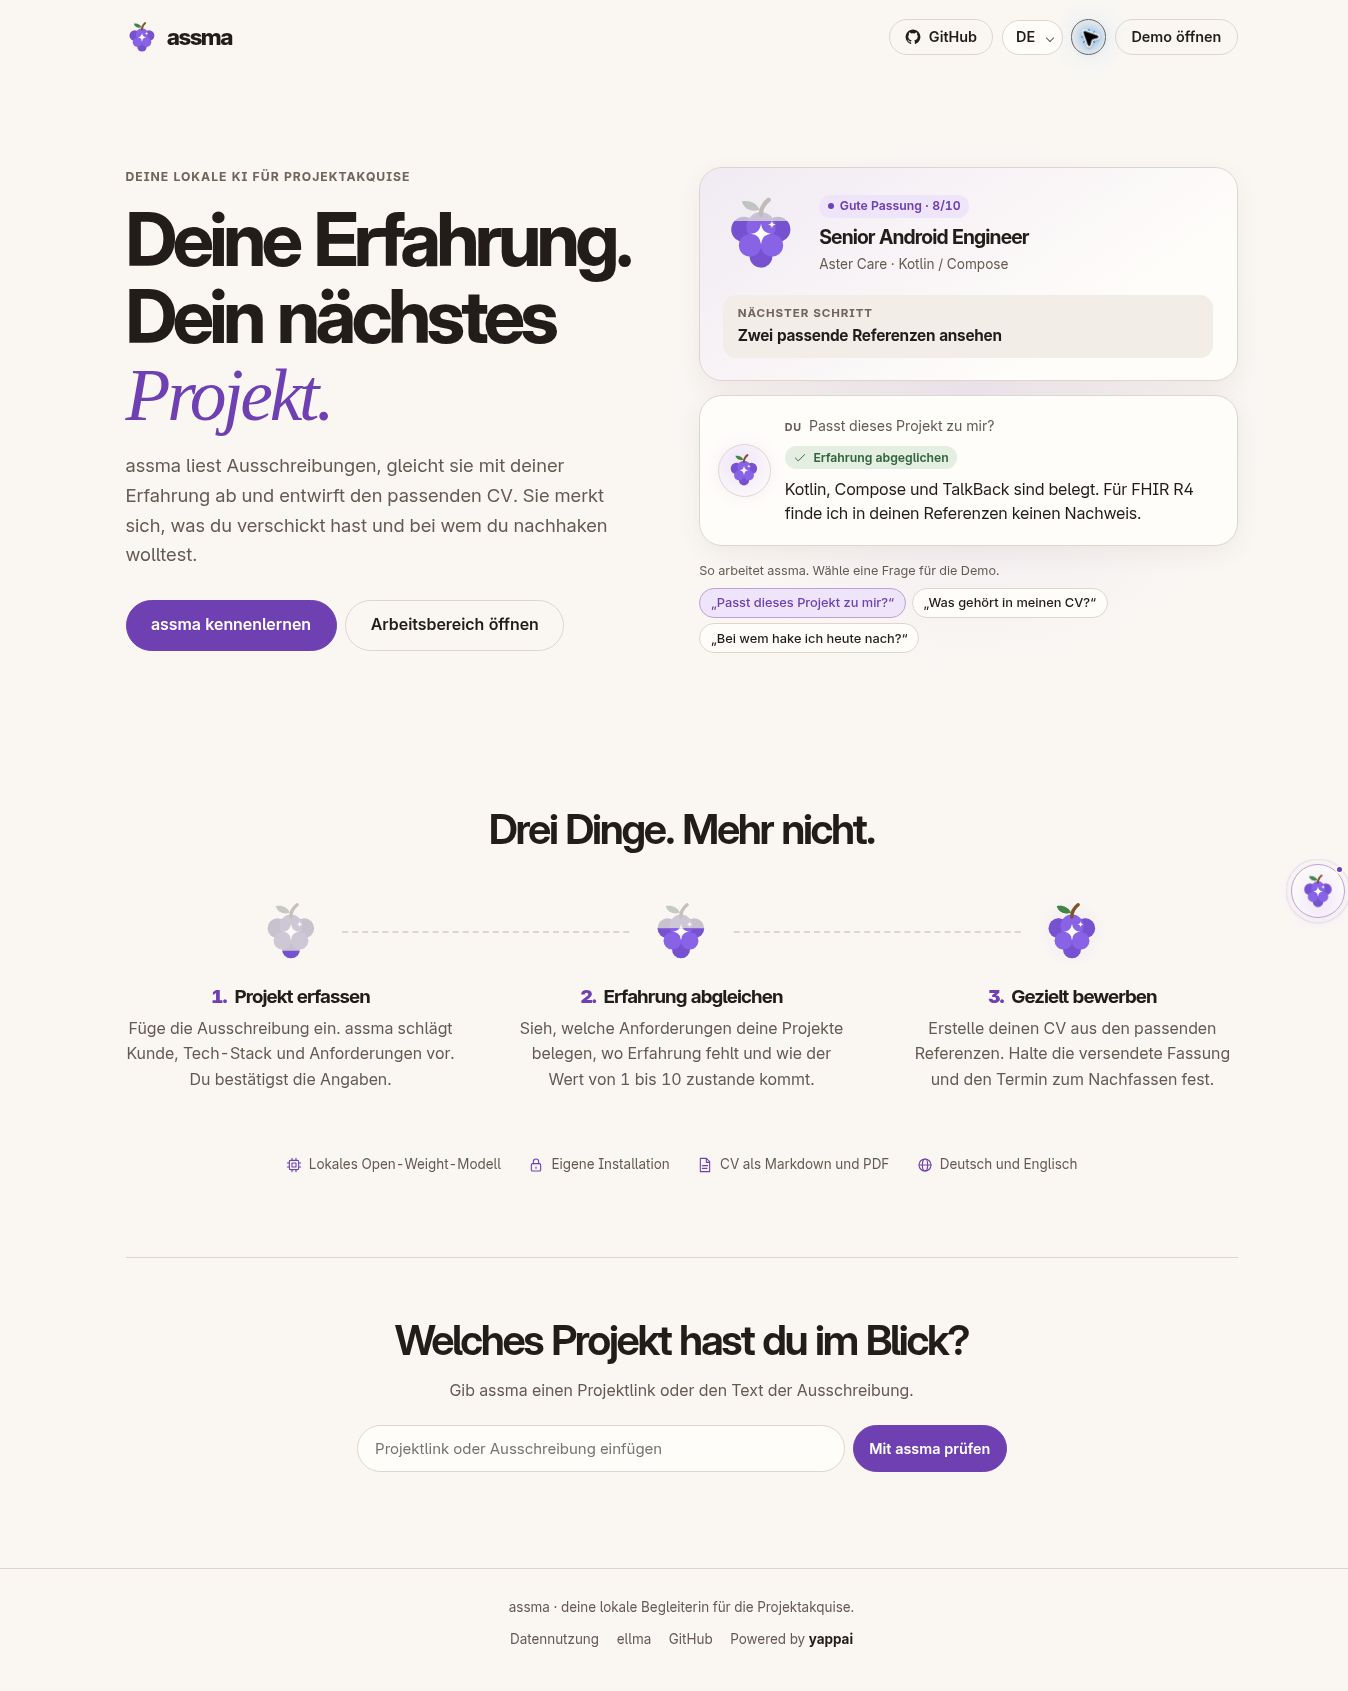 assma
GitHub
DE
Demo öffnen
DEINE LOKALE KI FÜR PROJEKTAKQUISE
Deine Erfahrung.
Dein nächstes
Projekt.
assma liest Ausschreibungen, gleicht sie mit deiner
Erfahrung ab und entwirft den passenden CV. Sie merkt
sich, was du verschickt hast und bei wem du nachhaken
wolltest.
assma kennenlernen
Arbeitsbereich öffnen
Gute Passung · 8/10
Senior Android Engineer
Aster Care · Kotlin / Compose
NÄCHSTER SCHRITT
Zwei passende Referenzen ansehen
DU Passt dieses Projekt zu mir?
Erfahrung abgeglichen
Kotlin, Compose und TalkBack sind belegt. Für FHIR R4
finde ich in deinen Referenzen keinen Nachweis.
So arbeitet assma. Wähle eine Frage für die Demo.
„Passt dieses Projekt zu mir?“
„Was gehört in meinen CV?“
„Bei wem hake ich heute nach?“
Drei Dinge. Mehr nicht.
1. Projekt erfassen
Füge die Ausschreibung ein. assma schlägt
Kunde, Tech-Stack und Anforderungen vor.
Du bestätigst die Angaben.
2. Erfahrung abgleichen
Sieh, welche Anforderungen deine Projekte
belegen, wo Erfahrung fehlt und wie der
Wert von 1 bis 10 zustande kommt.
3. Gezielt bewerben
Erstelle deinen CV aus den passenden
Referenzen. Halte die versendete Fassung
und den Termin zum Nachfassen fest.
Lokales Open-Weight-Modell
Eigene Installation
CV als Markdown und PDF
Deutsch und Englisch
Welches Projekt hast du im Blick?
Gib assma einen Projektlink oder den Text der Ausschreibung.
Projektlink oder Ausschreibung einfügen
Mit assma prüfen
assma · deine lokale Begleiterin für die Projektakquise.
Datennutzung ellma GitHub Powered by yappai